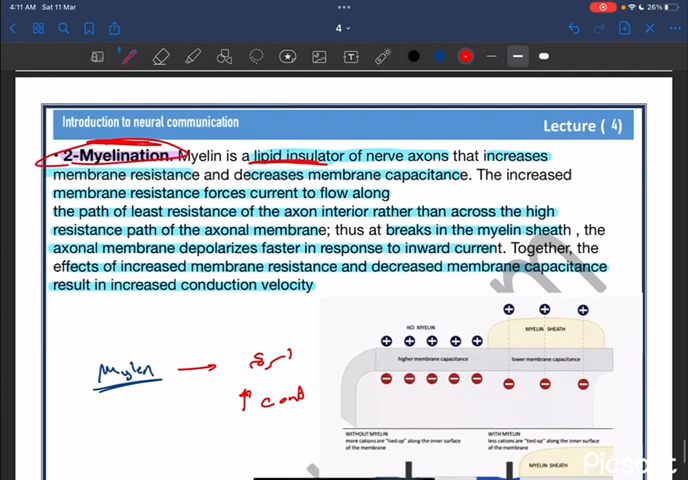 4:11 AM Sat 11 Mar
26%
4
Introduction to neural communication
Lecture ( 4)
2-Myelination. Myelin is a lipid insulator of nerve axons that increases
membrane resistance and decreases membrane capacitance. The increased
membrane resistance forces current to flow along
the path of least resistance of the axon interior rather than across the high
resistance path of the axonal membrane; thus at breaks in the myelin sheath , the
axonal membrane depolarizes faster in response to inward current. Together, the
effects of increased membrane resistance and decreased membrane capacitance
result in increased conduction velocity
NO MYELIN
MYELIN SHEATH
higher membrane capacitance
lower membrane capacitance
Mylen
↑ cond
WITHOUT MYELIN
more cations are "tied up" along the inner surface
of the membrane
WITH MYELIN
less cations are "tied up" along the inner surface
of the membrane
MYELIN SHEATH
Picsart